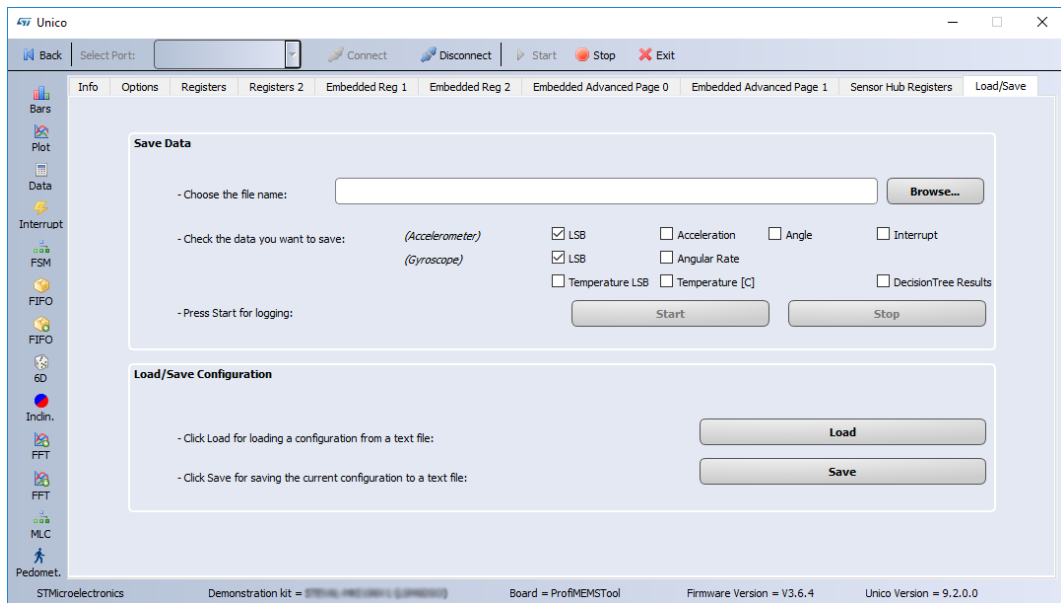 Unico
Back Select Port: Connect Disconnect Start Stop Exit
Info Options Registers Registers 2 Embedded Reg 1 Embedded Reg 2 Embedded Advanced Page 0 Embedded Advanced Page 1 Sensor Hub Registers Load/Save
Bars
Plot
Data
Interrupt
FSM
FIFO
FIFO
6D
Inclin.
FFT
FFT
MLC
Pedomet.
Save Data
- Choose the file name: Browse...
- Check the data you want to save: (Accelerometer) LSB Acceleration Angle Interrupt
(Gyroscope) LSB Angular Rate
Temperature LSB Temperature [C] DecisionTree Results
- Press Start for logging: Start Stop
Load/Save Configuration
- Click Load for loading a configuration from a text file: Load
- Click Save for saving the current configuration to a text file: Save
STMicroelectronics Demonstration kit = Board = ProfiMEMSTool Firmware Version = V3.6.4 Unico Version = 9.2.0.0